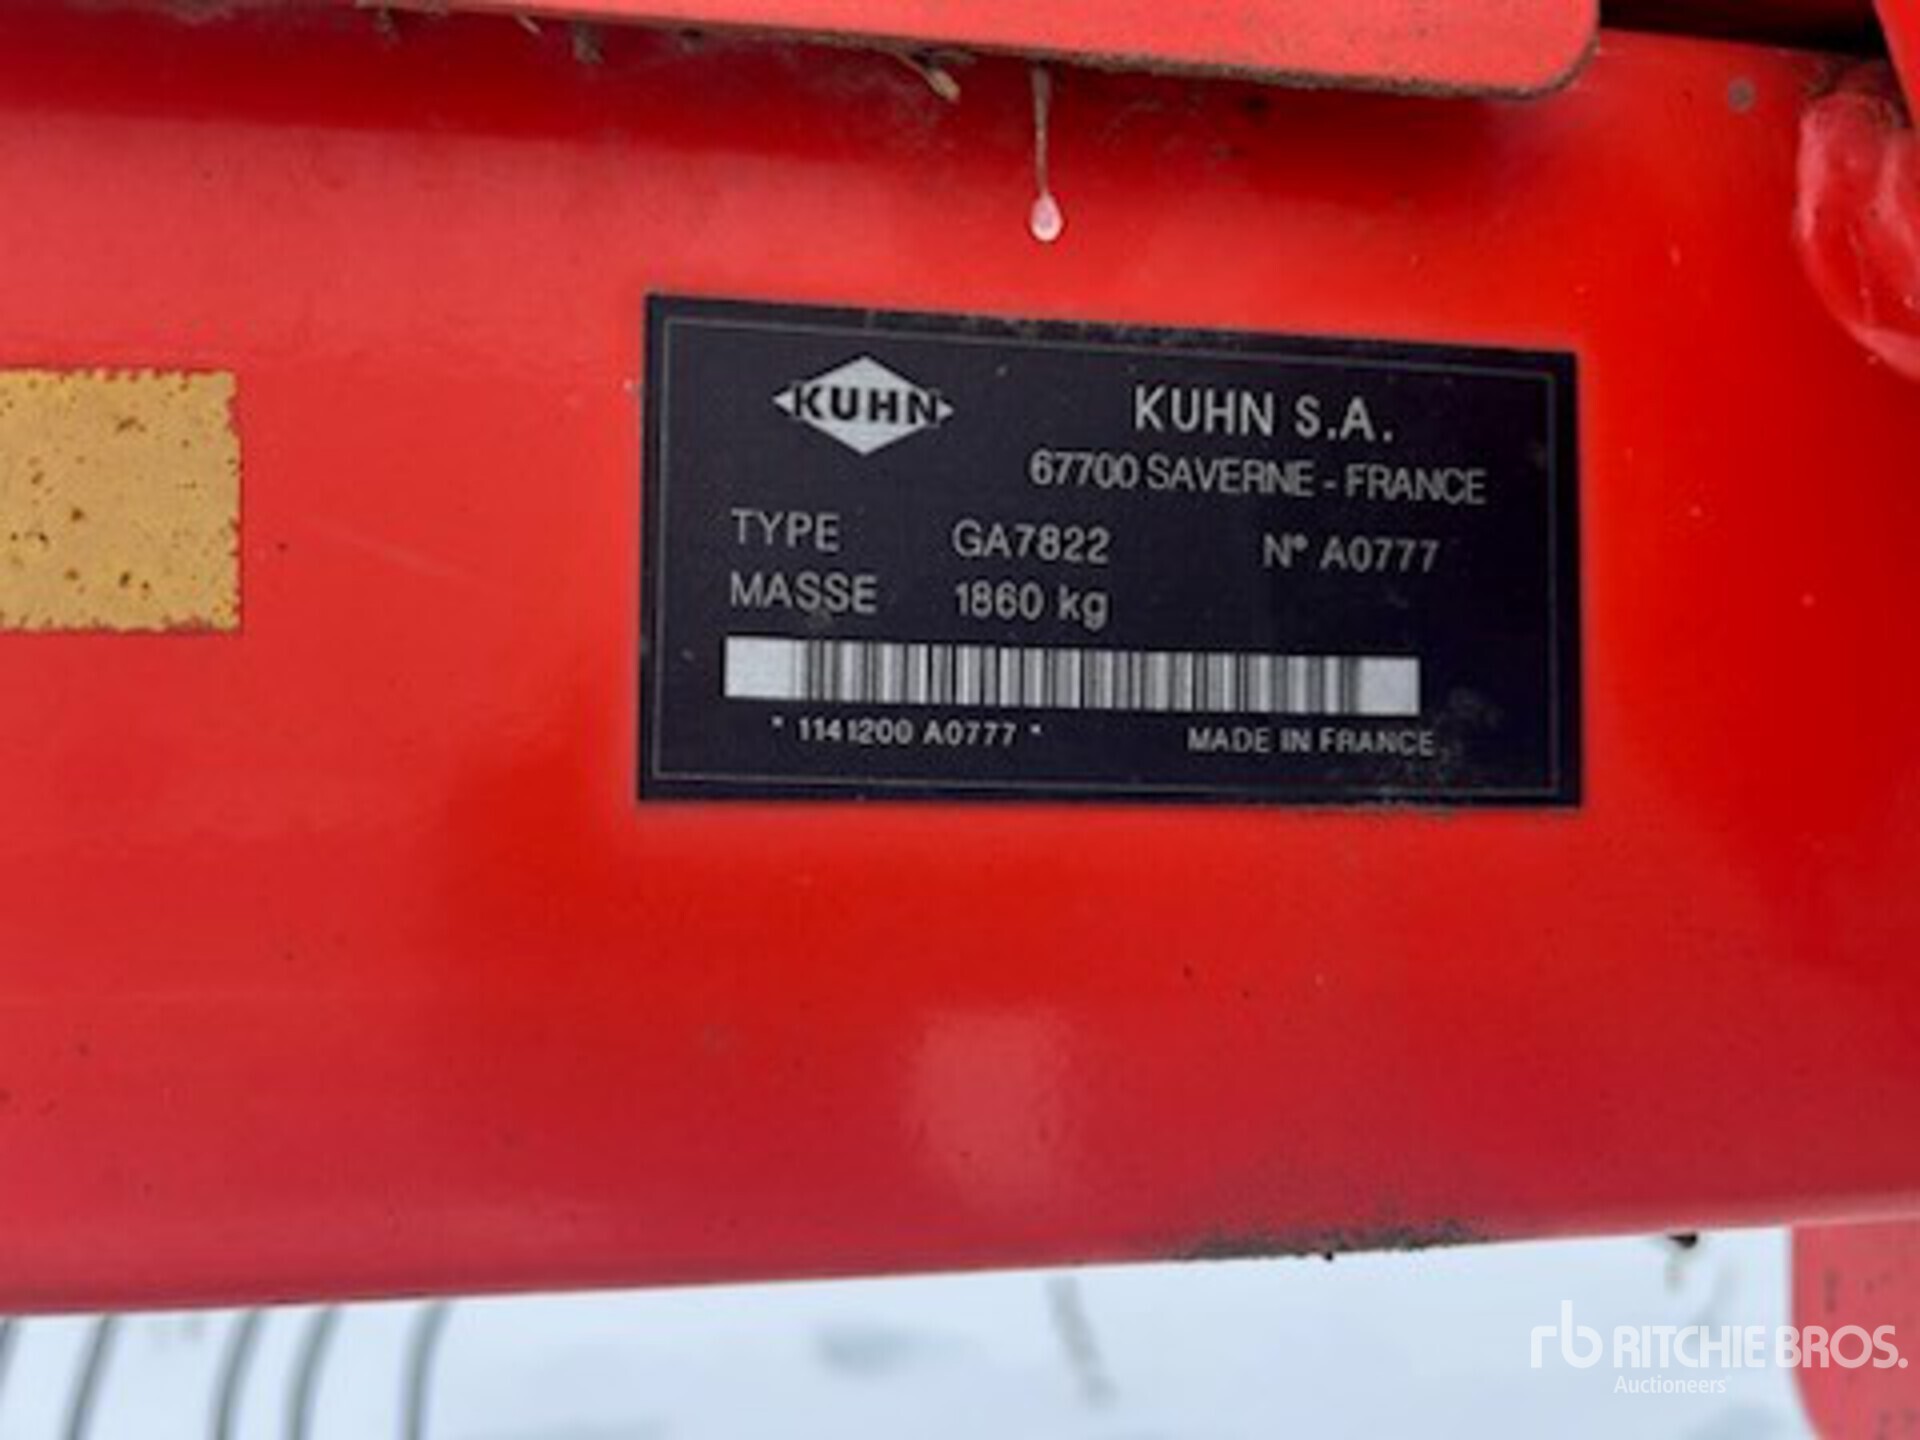 KUHN
KUHN S.A.
67700 SAVERNE - FRANCE
TYPE GA7822 N° A0777
MASSE 1860 kg
* 1141200 A0777 * MADE IN FRANCE
rb RITCHIE BROS.
Auctioneers